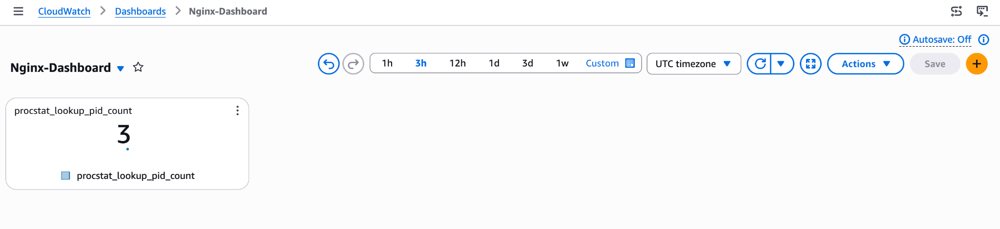 CloudWatch > Dashboards > Nginx-Dashboard
Autosave: Off
Nginx-Dashboard
1h 3h 12h 1d 3d 1w Custom
UTC timezone
Actions
Save
procstat_lookup_pid_count
3
procstat_lookup_pid_count